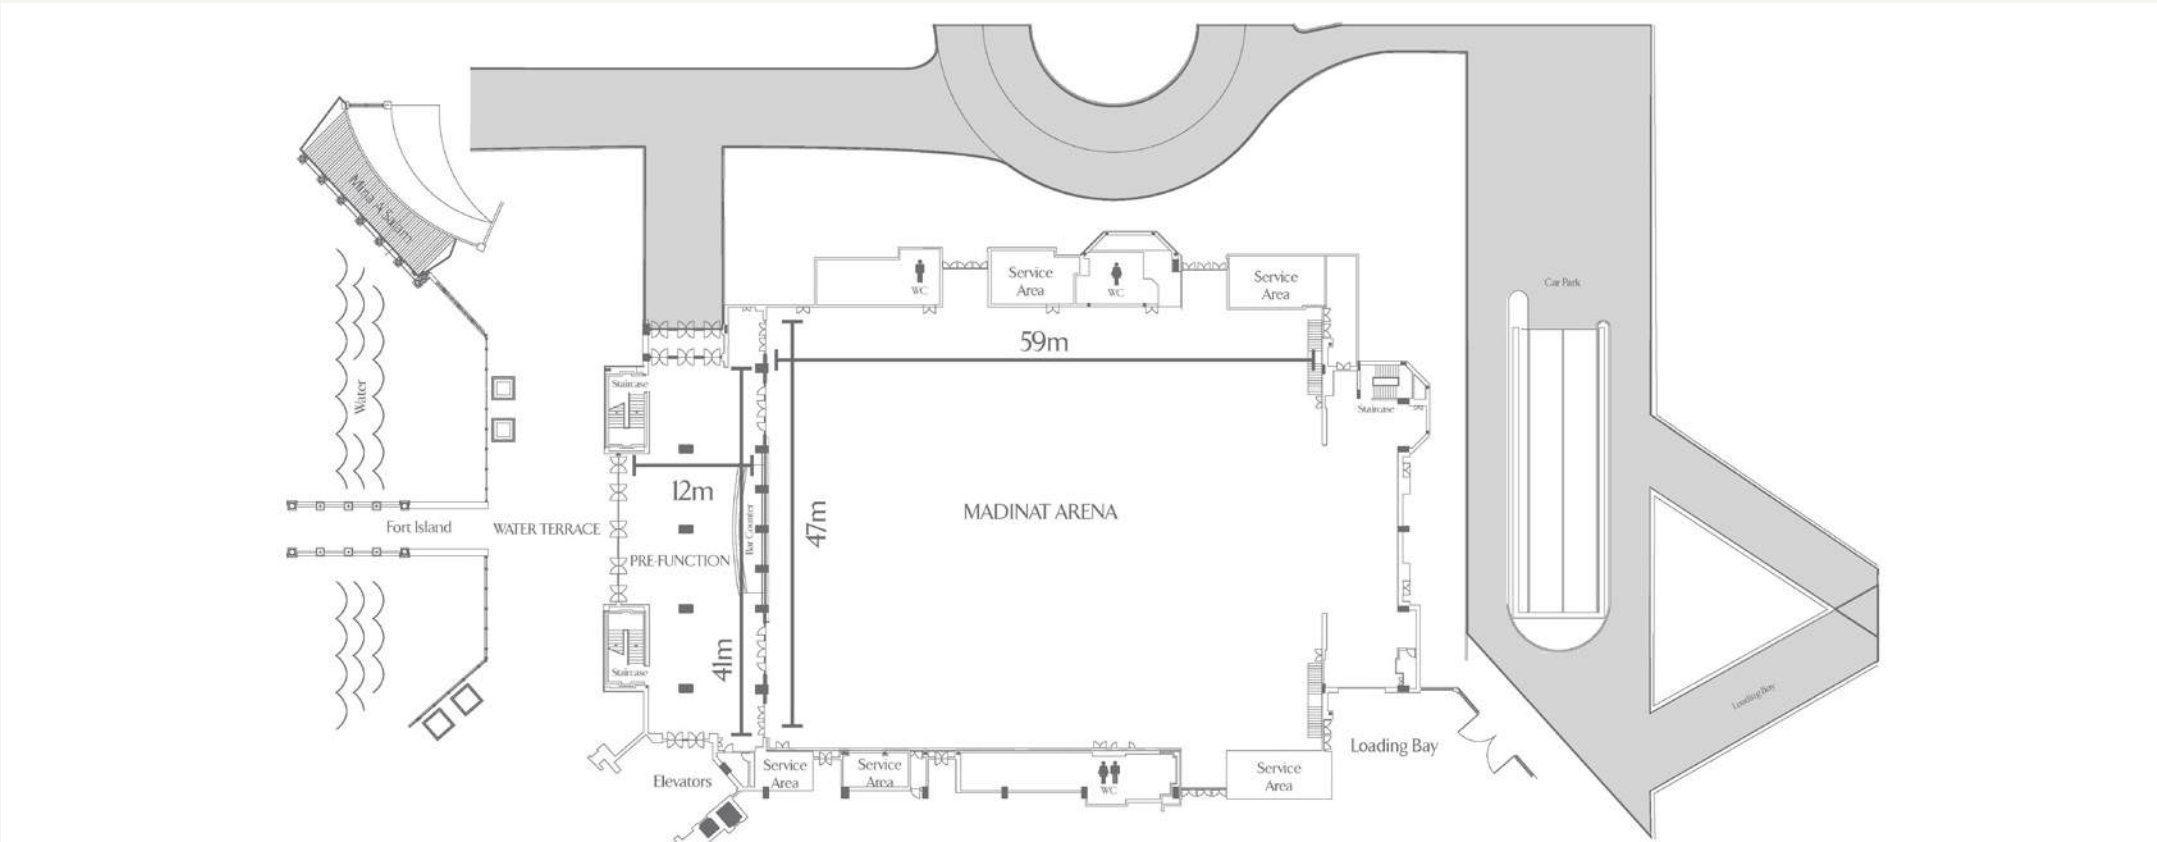 Mina A'Salam
Water
Fort Island
WATER TERRACE
Staircase
12m
Bar Counter
PRE-FUNCTION
41m
Staircase
Elevators
WC
Service
Area
WC
Service
Area
59m
47m
MADINAT ARENA
Staircase
Service
Area
Service
Area
WC
Service
Area
Loading Bay
Car Park
Loading Bay